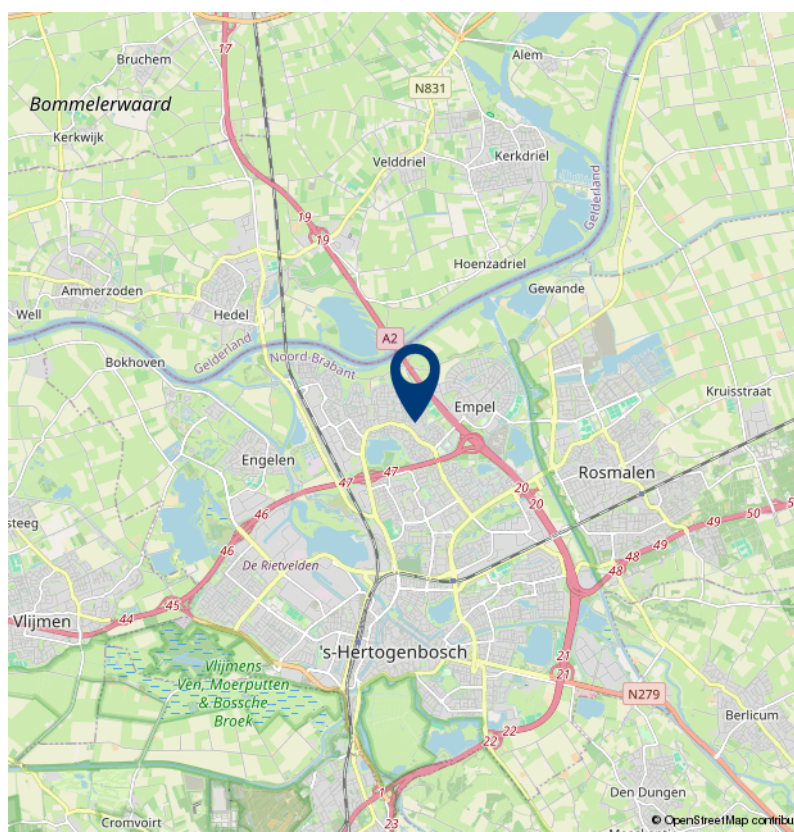 17
Bruchem
Alem
N831
Bommelerwaard
Kerkwijk
Velddriel
Kerkdriel
Gelderland
19
19
Hoenzadriel
Gewande
Ammerzoden
Well
Hedel
A2
Gelderland
Noord-Brabant
Bokhoven
Kruisstraat
Empel
Engelen
47
47
Rosmalen
20
20
46
46
steeg
50
5
49
49
48
48
De Rietvelden
45
44
Vlijmen
's-Hertogenbosch
21
21
Vlijmens
Ven, Moerputten
& Bossche
Broek
N279
Berlicum
22
22
Den Dungen
1
23
Cromvoirt
© OpenStreetMap contribu